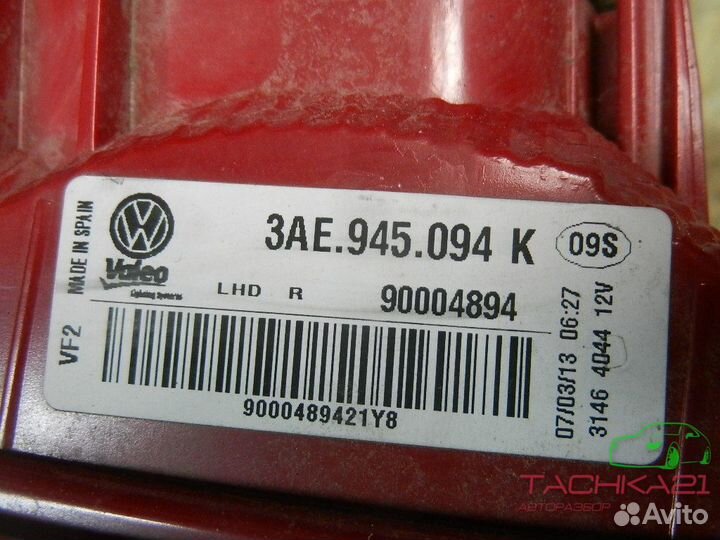 MADE IN SPAIN
VF2
VW
Valeo
Lighting Systems
3AE.945.094 K
09S
LHD R 90004894
9000489421Y8
07/03/13 06:27
3146 4044 12V
TACHKA21
АВТОРАЗБОР
Avito